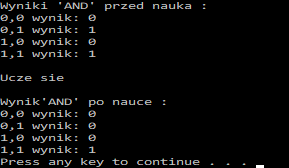 Wyniki 'AND' przed nauka :
0,0 wynik: 0
0,1 wynik: 1
1,0 wynik: 0
1,1 wynik: 1
Ucze sie
Wynik'AND' po nauce :
0,0 wynik: 0
0,1 wynik: 0
1,0 wynik: 0
1,1 wynik: 1
Press any key to continue . . .